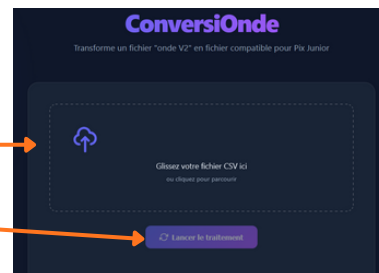 ConversiOnde
Transforme un fichier "onde V2" en fichier compatible pour Pix Junior
Glissez votre fichier CSV ici
ou cliquez pour parcourir
Lancer le traitement